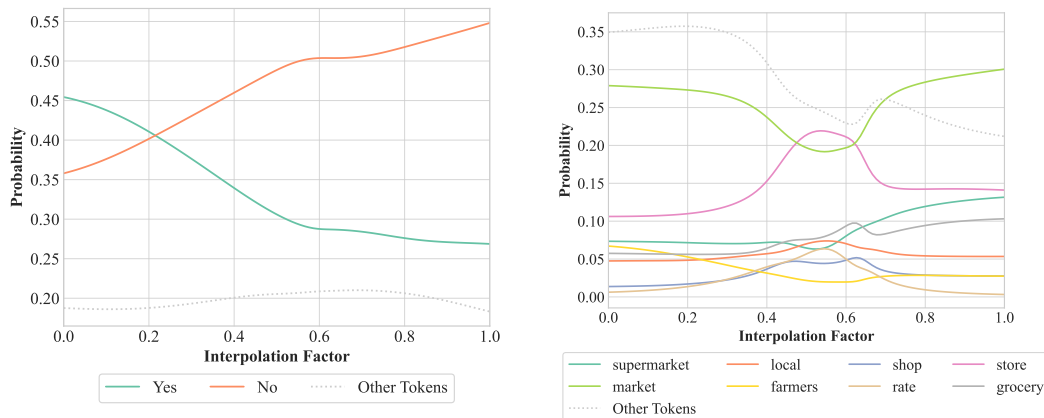 0.55
0.50
0.45
0.40
0.35
0.30
0.25
0.20
Probability
0.0 0.2 0.4 0.6 0.8 1.0
Interpolation Factor
Yes No Other Tokens
0.35
0.30
0.25
0.20
0.15
0.10
0.05
0.00
Probability
0.0 0.2 0.4 0.6 0.8 1.0
Interpolation Factor
supermarket local shop store
market farmers rate grocery
Other Tokens